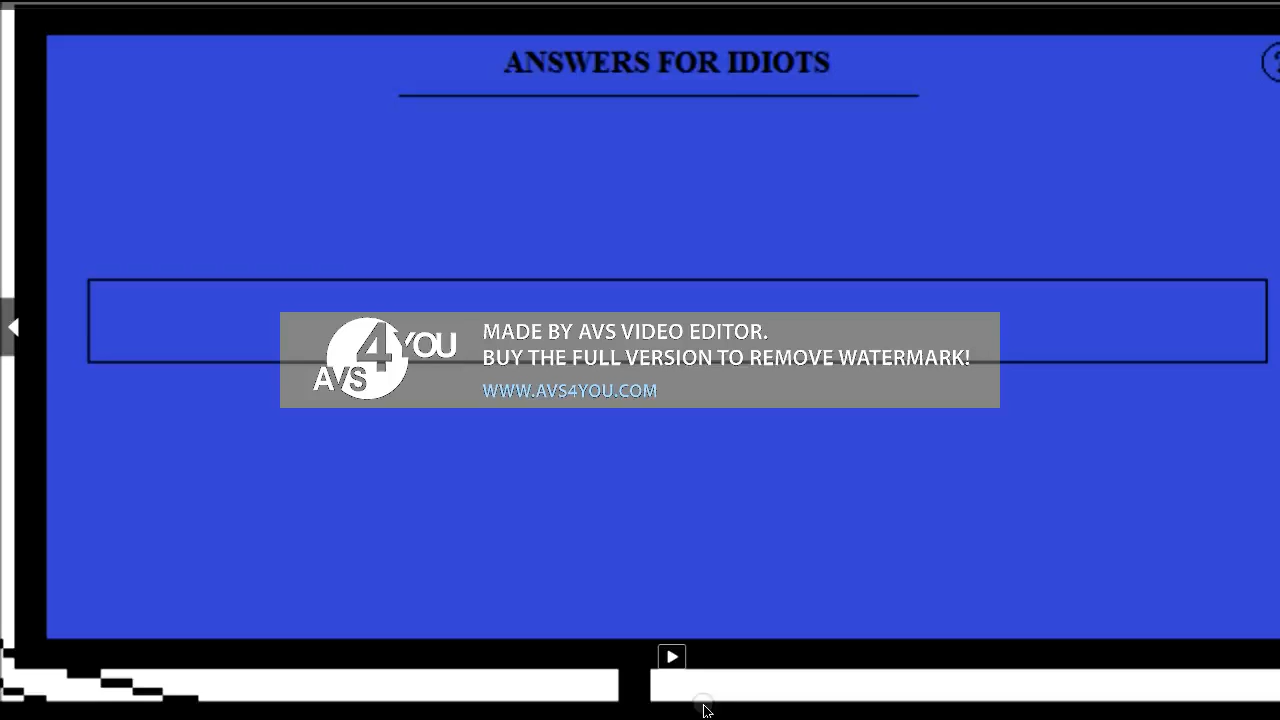 ANSWERS FOR IDIOTS
AVS4YOU
MADE BY AVS VIDEO EDITOR.
BUY THE FULL VERSION TO REMOVE WATERMARK!
WWW.AVS4YOU.COM